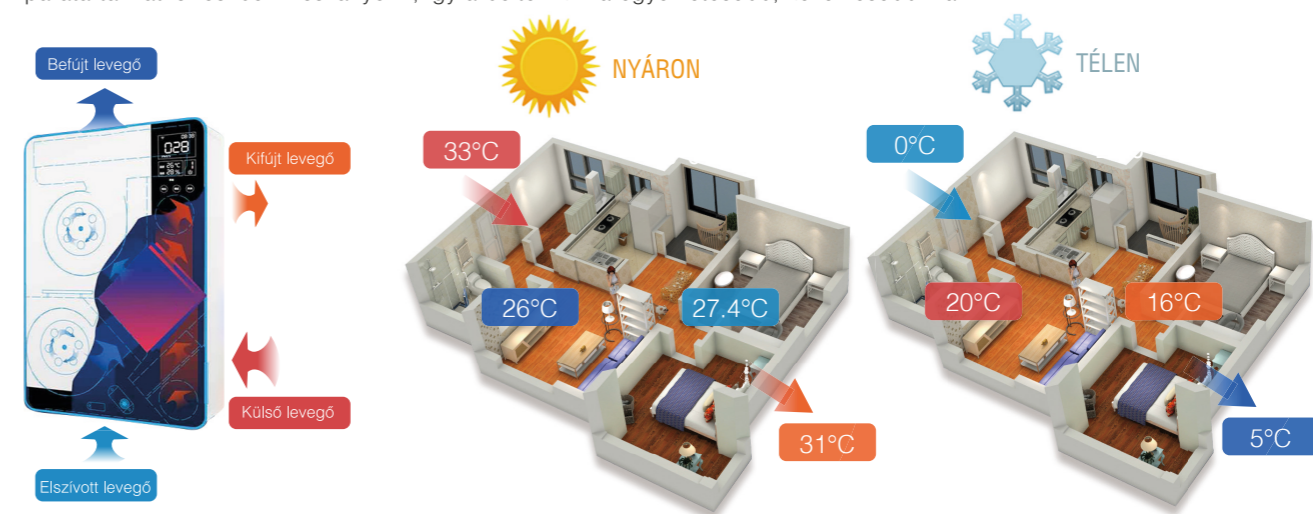 Befújt levegő
Kifújt levegő
Külső levegő
Elszívott levegő
028
NYÁRON
33°C
26°C
27.4°C
31°C
TÉLEN
0°C
20°C
16°C
5°C